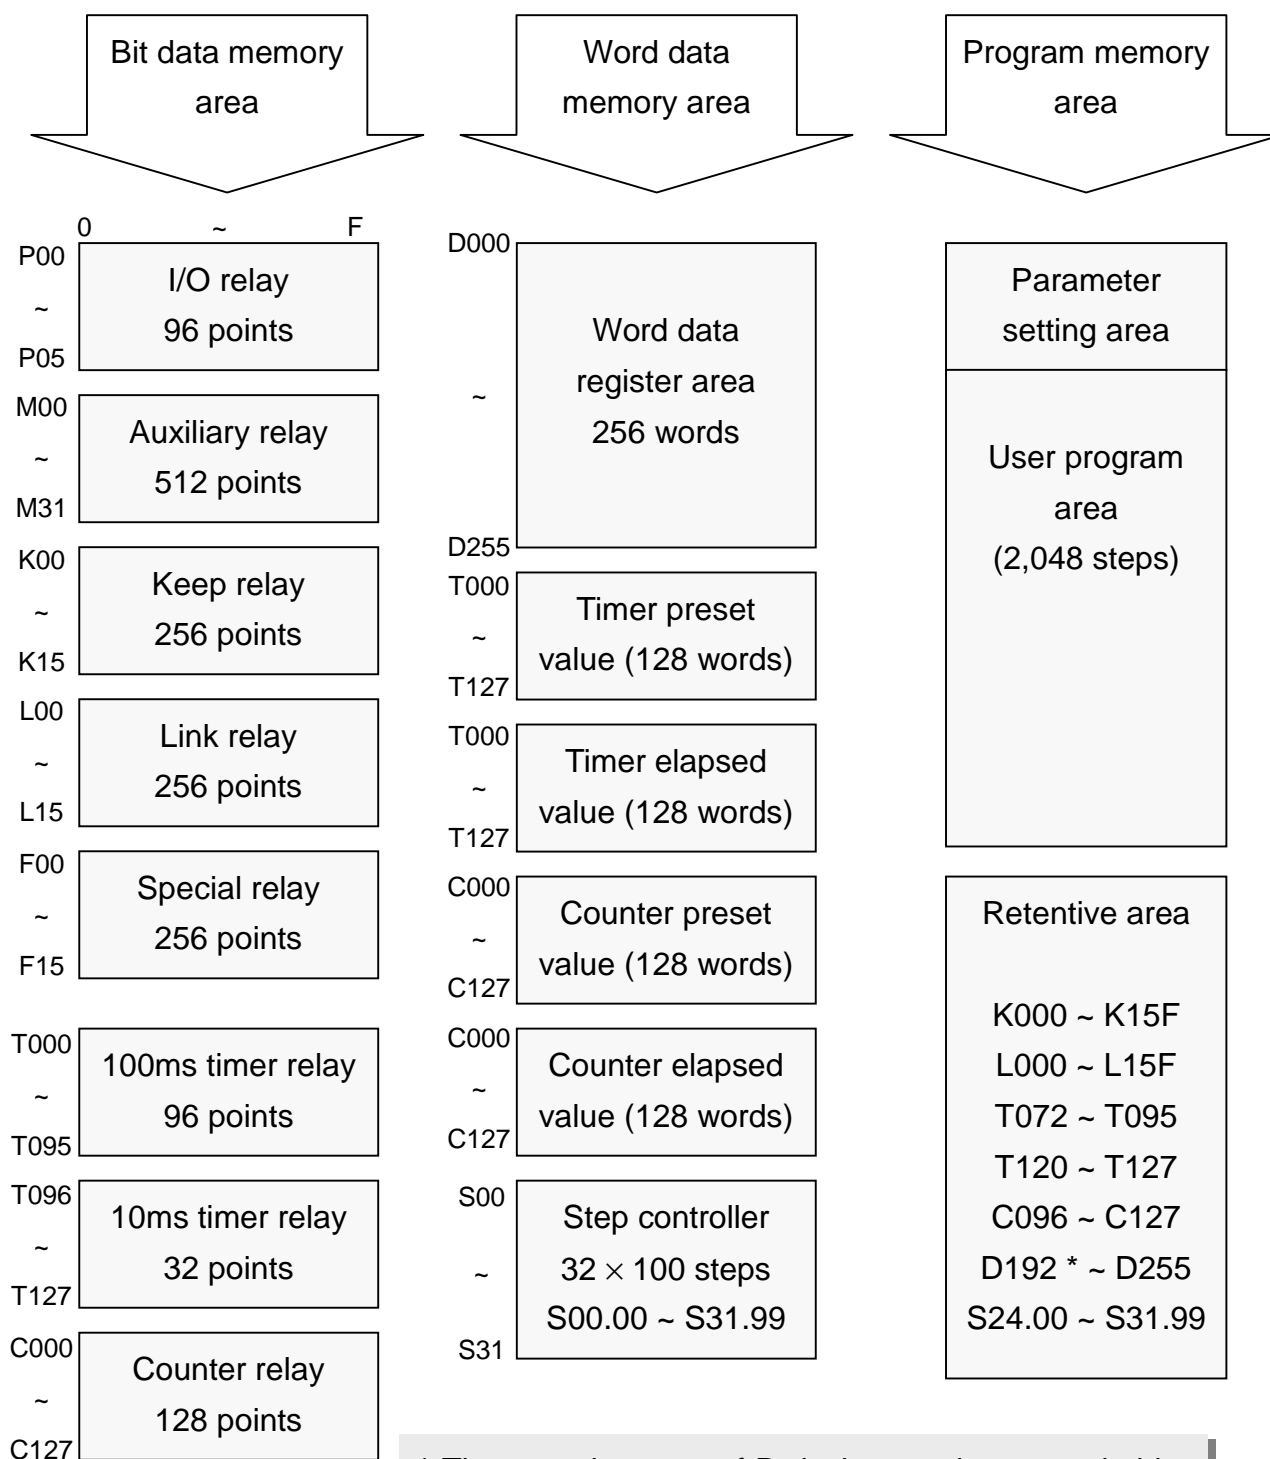 Bit data memory
area
0 ~ F
P00
~
P05
I/O relay
96 points
M00
~
M31
Auxiliary relay
512 points
K00
~
K15
Keep relay
256 points
L00
~
L15
Link relay
256 points
F00
~
F15
Special relay
256 points
T000
~
T095
100ms timer relay
96 points
T096
~
T127
10ms timer relay
32 points
C000
~
C127
Counter relay
128 points
Word data
memory area
D000
~
D255
Word data
register area
256 words
T000
~
T127
Timer preset
value (128 words)
T000
~
T127
Timer elapsed
value (128 words)
C000
~
C127
Counter preset
value (128 words)
C000
~
C127
Counter elapsed
value (128 words)
S00
~
S31
Step controller
32 × 100 steps
S00.00 ~ S31.99
Program memory
area
Parameter
setting area
User program
area
(2,048 steps)
Retentive area
K000 ~ K15F
L000 ~ L15F
T072 ~ T095
T120 ~ T127
C096 ~ C127
D192 * ~ D255
S24.00 ~ S31.99